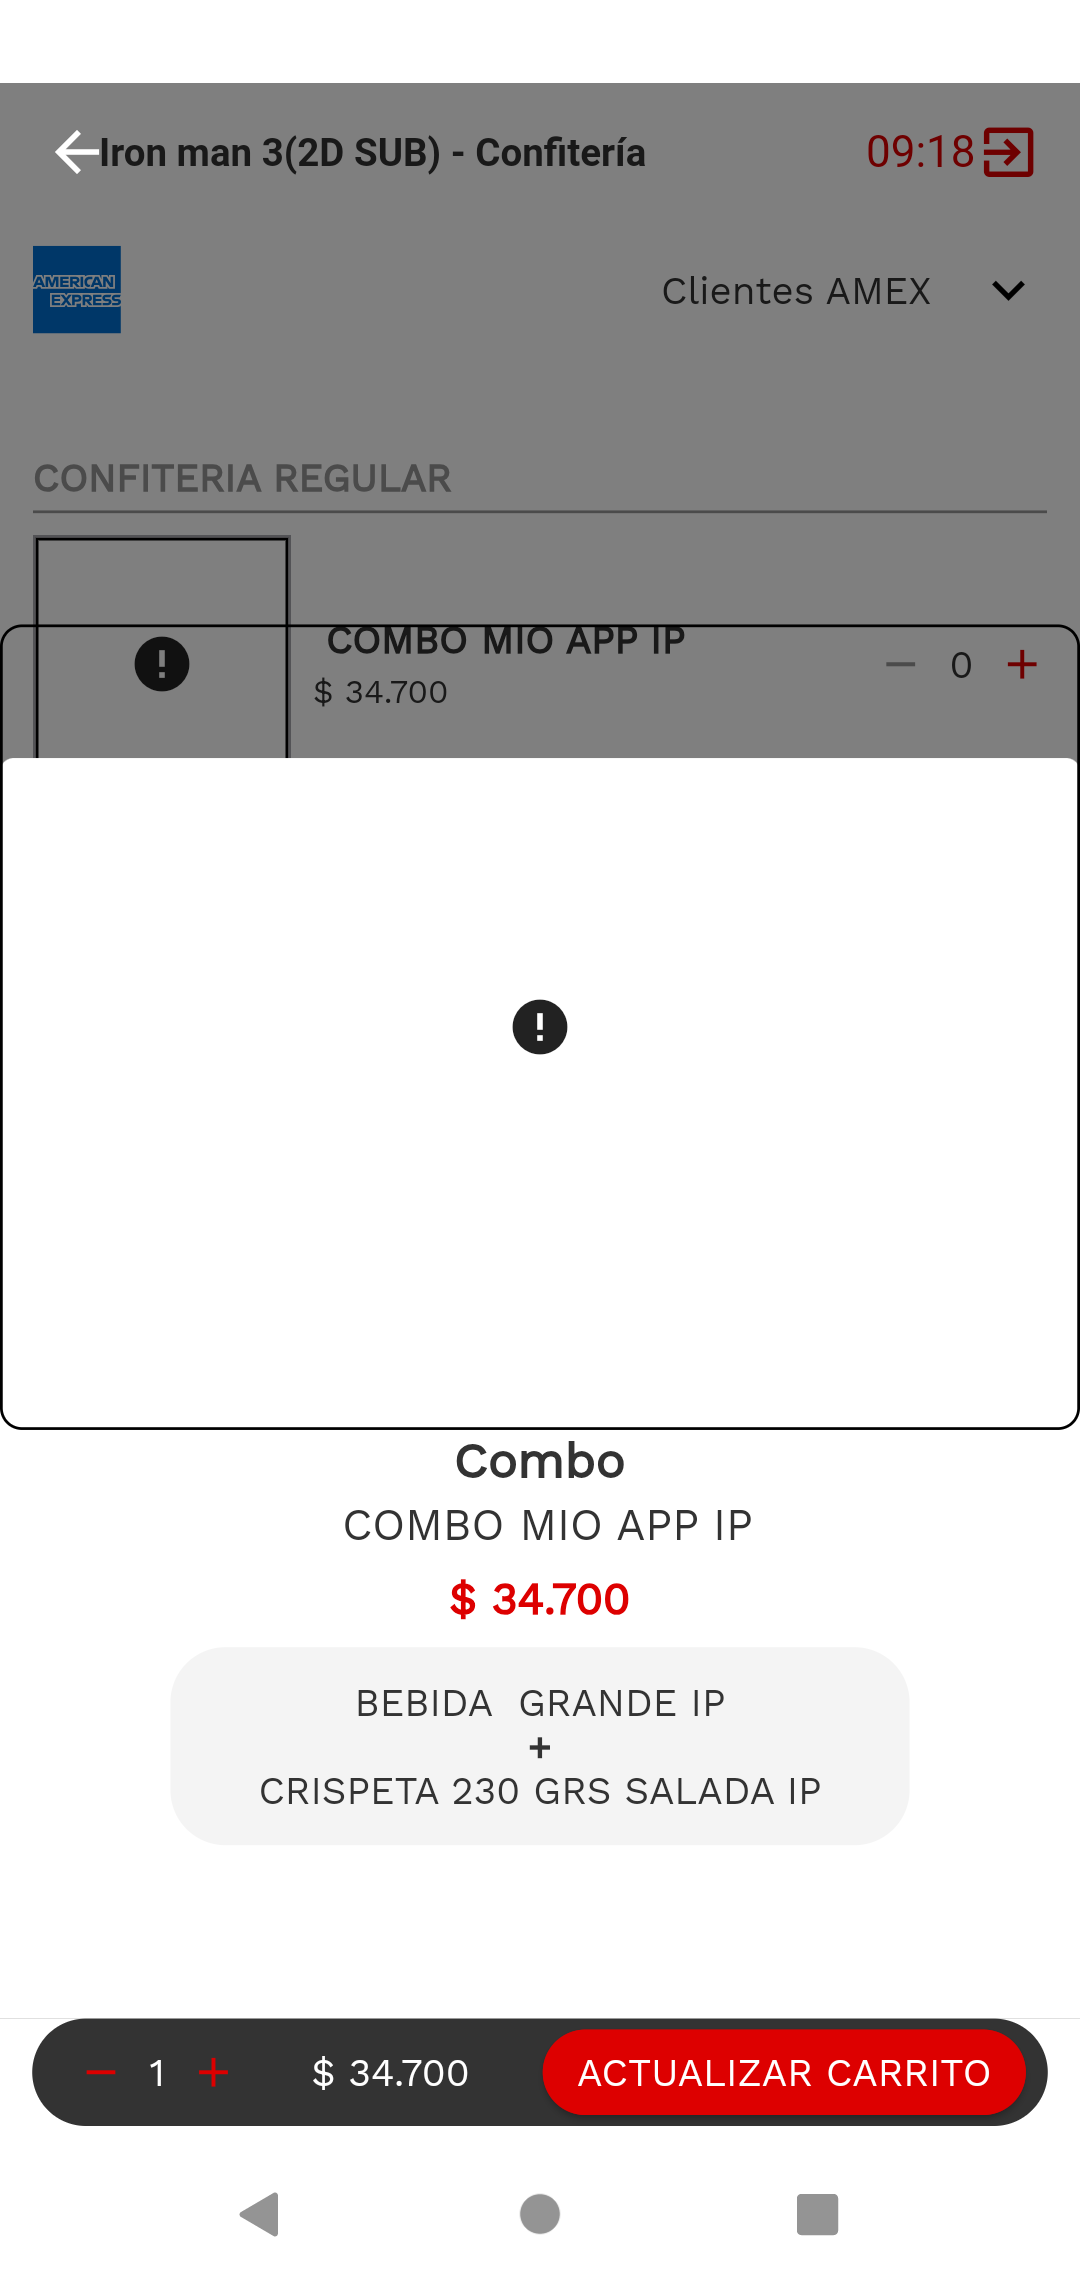 Iron man 3(2D SUB) - Confitería
09:18
AMERICAN
EXPRESS
Clientes AMEX
CONFITERIA REGULAR
COMBO MIO APP IP
$ 34.700
0
Combo
COMBO MIO APP IP
$ 34.700
BEBIDA  GRANDE IP
+
CRISPETA 230 GRS SALADA IP
1
$ 34.700
ACTUALIZAR CARRITO